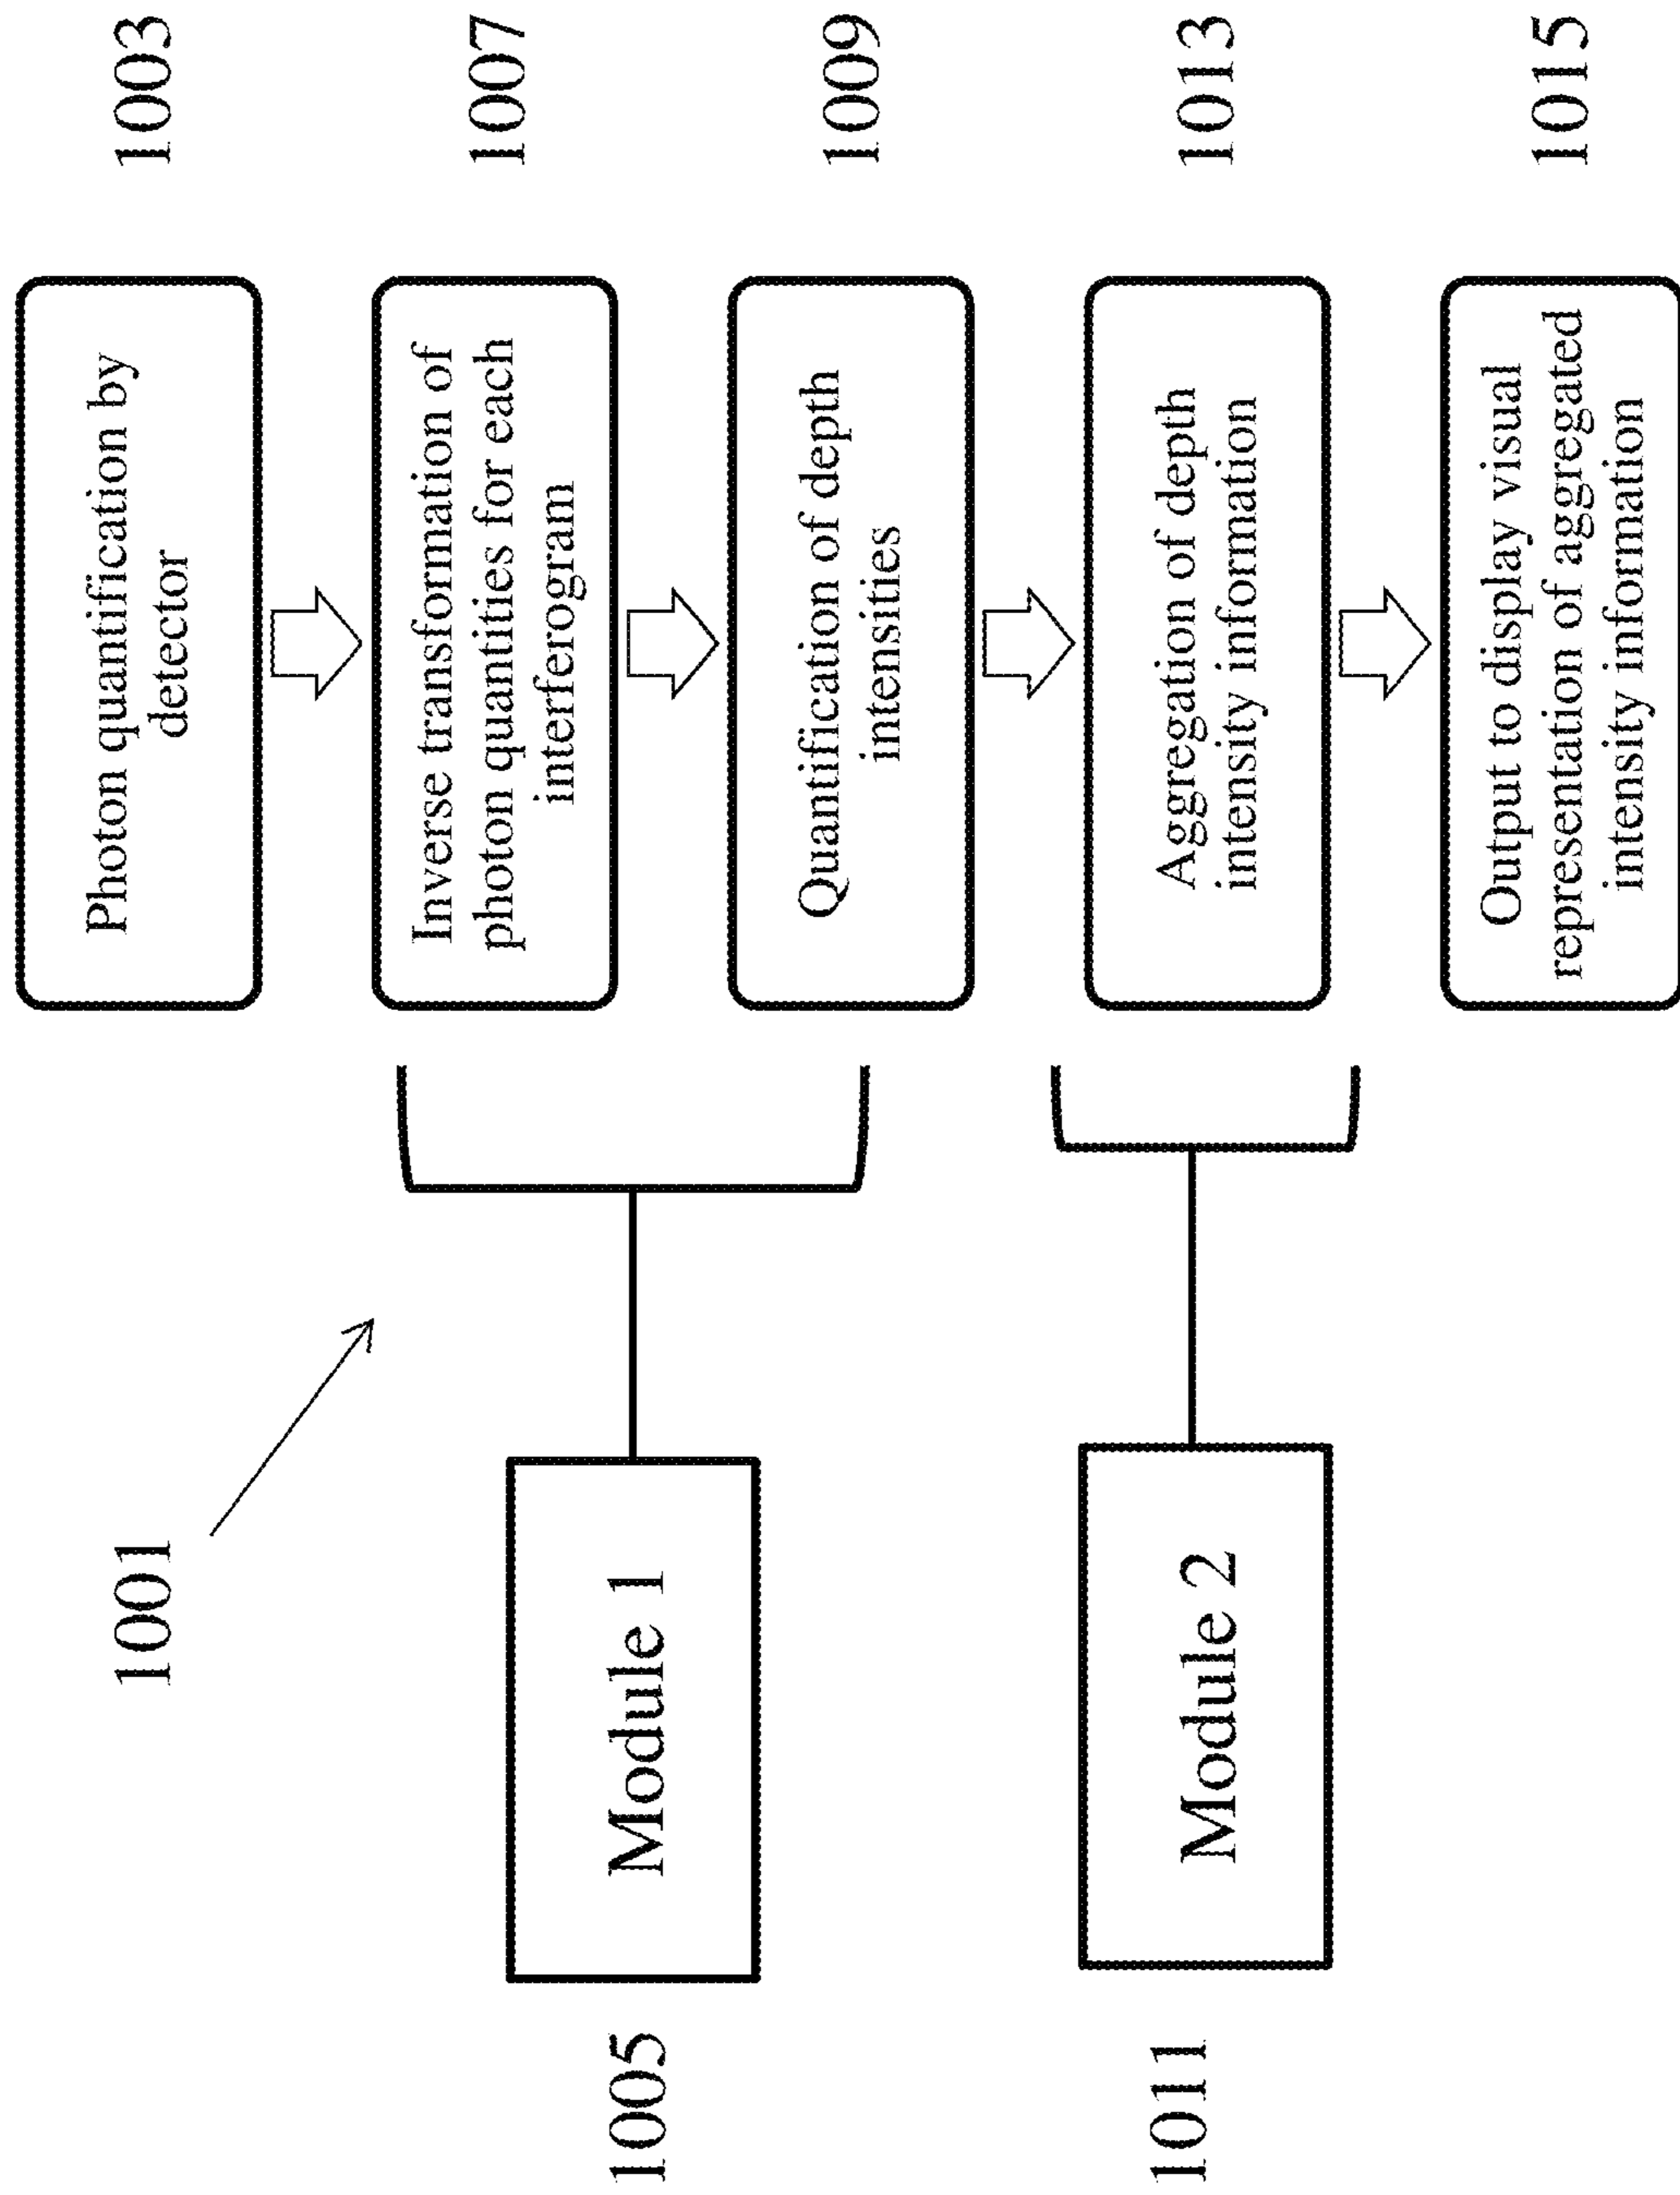 1001
1003
Photon quantification by
detector
1005
Module 1
1007
Inverse transformation of
photon quantities for each
interferogram
1009
Quantification of depth
intensities
1011
Module 2
1013
Aggregation of depth
intensity information
1015
Output to display visual
representation of aggregated
intensity information